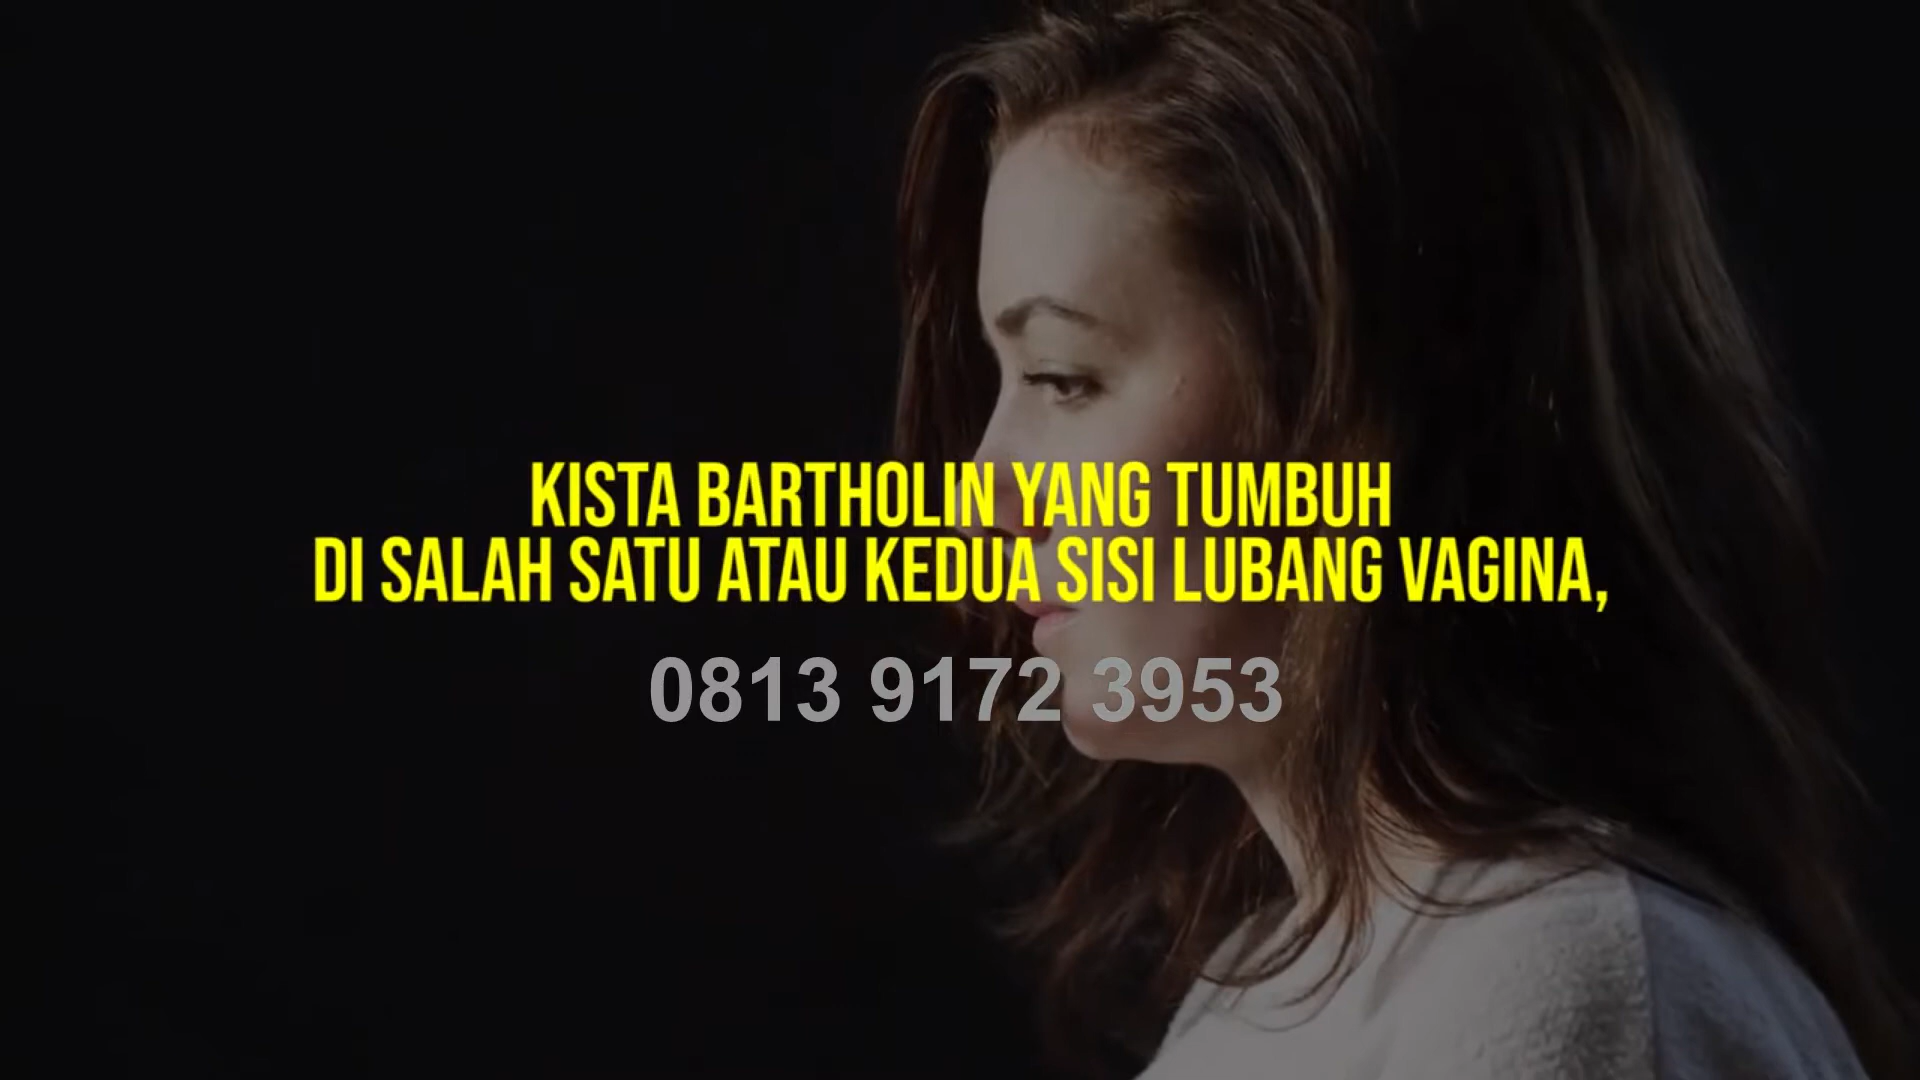 KISTA BARTHOLIN YANG TUMBUH
DI SALAH SATU ATAU KEDUA SISI LUBANG VAGINA,
0813 9172 3953